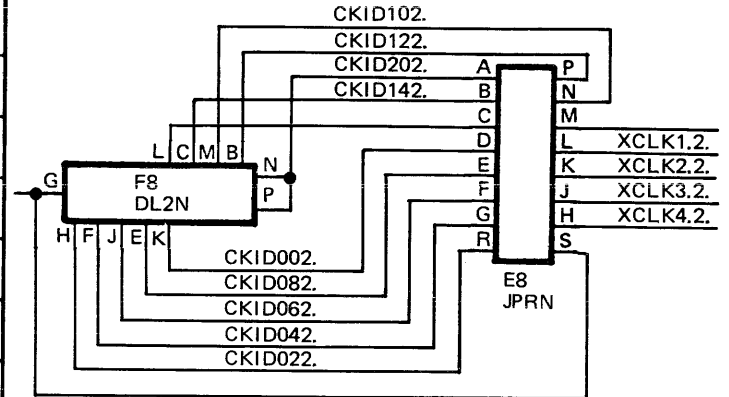 CKID102.
CKID122.
CKID202.
CKID142.
A P
B N
C M
D L XCLK1.2.
E K XCLK2.2.
F J XCLK3.2.
G H XCLK4.2.
R S
E8
JPRN
L C M B
G N
F8 P
DL2N
H F J E K
CKID002.
CKID082.
CKID062.
CKID042.
CKID022.